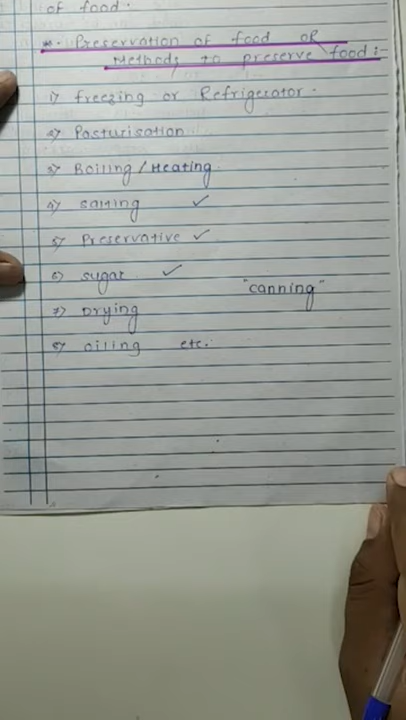 of food.
* Preservation of food or
Methods to preserve food :-
1) freezing or Refrigerator.
2) Pasturisation.
3) Boiling / Heating.
4) salting ✓
5) Preservative ✓
6) sugar ✓
"canning"
7) Drying
8) oiling etc.